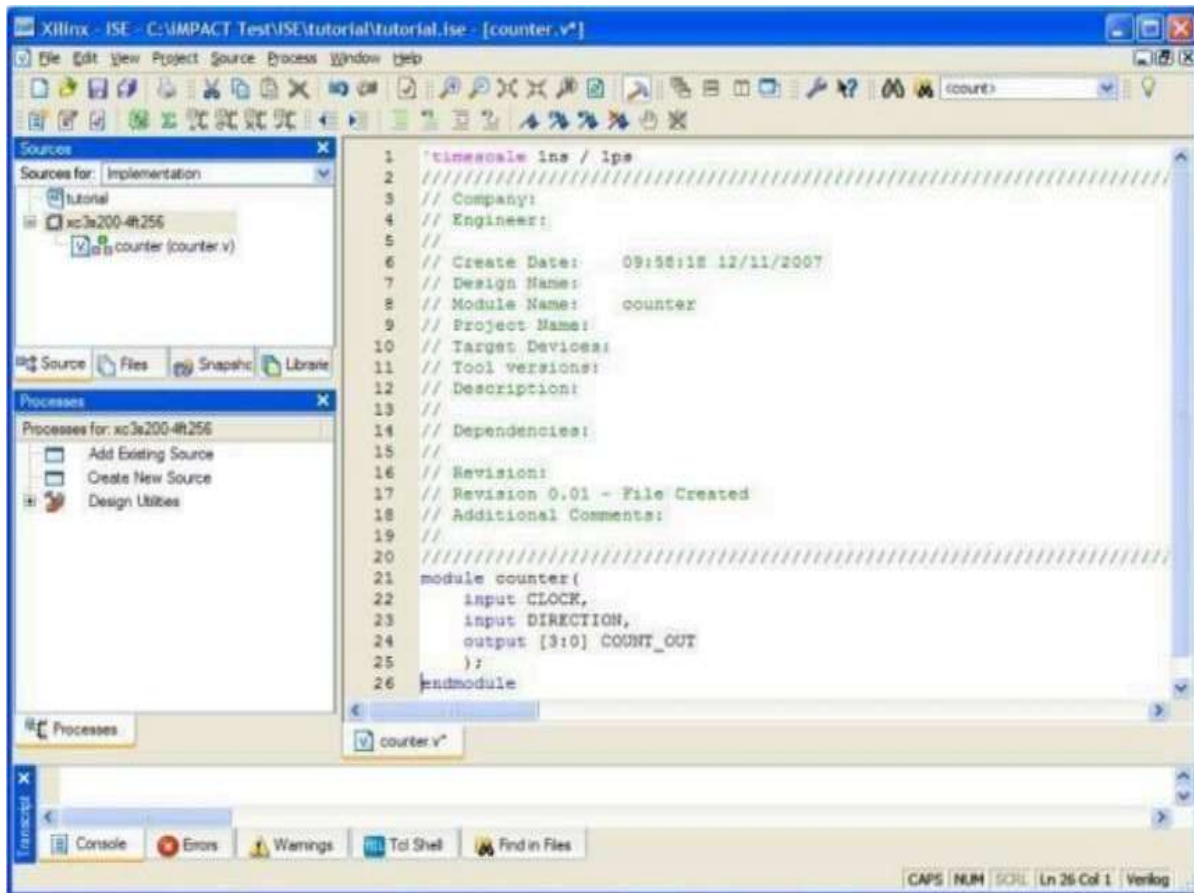 Xilinx - ISE - C:\IMPACT Test\ISE\tutorial\tutorial.ise - [counter.v*]
File Edit View Project Source Process Window Help
<count>
Sources
Sources for: Implementation
tutorial
xc3s200-4ft256
counter (counter.v)
Source Files Snapshc Librarie
Processes
Processes for: xc3s200-4ft256
Add Existing Source
Create New Source
Design Utilities
Processes
1 `timescale 1ns / 1ps
2 //////////////////////////////////////////////////////////////////////
3 // Company:
4 // Engineer:
5 //
6 // Create Date: 09:58:18 12/11/2007
7 // Design Name:
8 // Module Name: counter
9 // Project Name:
10 // Target Devices:
11 // Tool versions:
12 // Description:
13 //
14 // Dependencies:
15 //
16 // Revision:
17 // Revision 0.01 - File Created
18 // Additional Comments:
19 //
20 //////////////////////////////////////////////////////////////////////
21 module counter(
22 input CLOCK,
23 input DIRECTION,
24 output [3:0] COUNT_OUT
25 );
26 endmodule
counter.v*
Transcript
Console Errors Warnings Tcl Shell Find in Files
CAPS NUM SCRL Ln 26 Col 1 Verilog